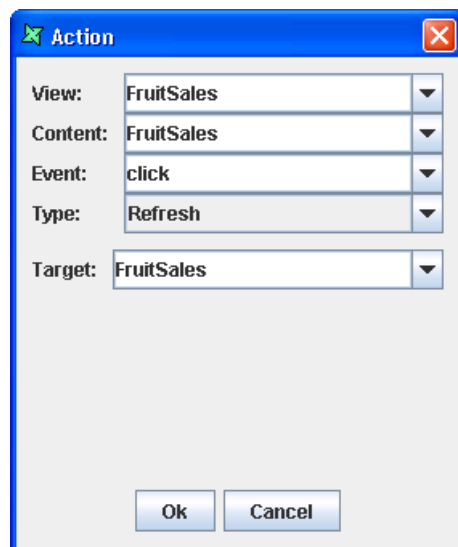 Action
View: FruitSales
Content: FruitSales
Event: click
Type: Refresh
Target: FruitSales
Ok Cancel